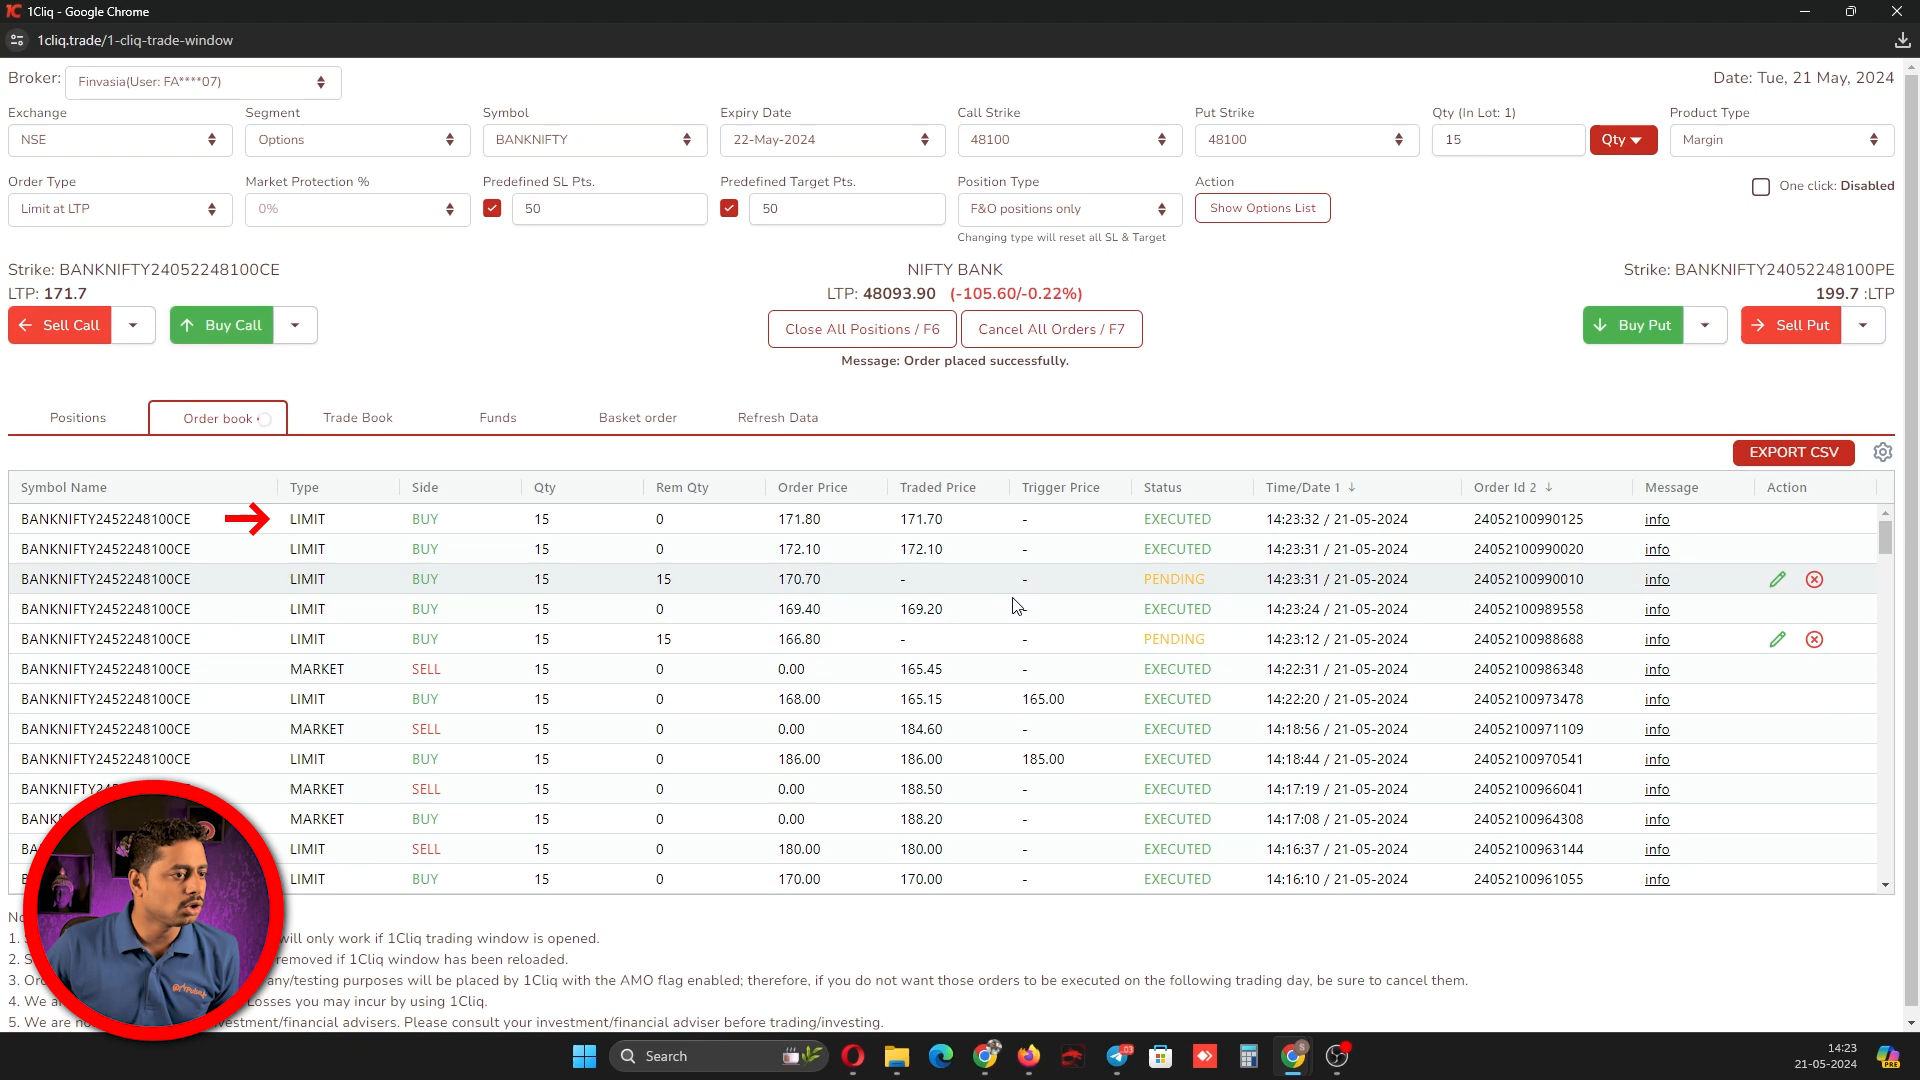 1Cliq - Google Chrome
1cliq.trade/1-cliq-trade-window
Broker: Finvasia(User: FA****07)
Date: Tue, 21 May, 2024
Exchange Segment Symbol Expiry Date Call Strike Put Strike Qty (In Lot: 1) Product Type
NSE Options BANKNIFTY 22-May-2024 48100 48100 15 Qty Margin
Order Type Market Protection % Predefined SL Pts. Predefined Target Pts. Position Type Action
One click: Disabled
Limit at LTP 0% 50 50 F&O positions only Show Options List
Changing type will reset all SL & Target
Strike: BANKNIFTY24052248100CE NIFTY BANK Strike: BANKNIFTY24052248100PE
LTP: 171.7 LTP: 48093.90 (-105.60/-0.22%) 199.7 :LTP
Sell Call Buy Call Close All Positions / F6 Cancel All Orders / F7 Buy Put Sell Put
Message: Order placed successfully.
Positions Order book Trade Book Funds Basket order Refresh Data
EXPORT CSV
Symbol Name Type Side Qty Rem Qty Order Price Traded Price Trigger Price Status Time/Date 1 ↓ Order Id 2 ↓ Message Action
BANKNIFTY2452248100CE LIMIT BUY 15 0 171.80 171.70 - EXECUTED 14:23:32 / 21-05-2024 24052100990125 info
BANKNIFTY2452248100CE LIMIT BUY 15 0 172.10 172.10 - EXECUTED 14:23:31 / 21-05-2024 24052100990020 info
BANKNIFTY2452248100CE LIMIT BUY 15 15 170.70 - - PENDING 14:23:31 / 21-05-2024 24052100990010 info
BANKNIFTY2452248100CE LIMIT BUY 15 0 169.40 169.20 - EXECUTED 14:23:24 / 21-05-2024 24052100989558 info
BANKNIFTY2452248100CE LIMIT BUY 15 15 166.80 - - PENDING 14:23:12 / 21-05-2024 24052100988688 info
BANKNIFTY2452248100CE MARKET SELL 15 0 0.00 165.45 - EXECUTED 14:22:31 / 21-05-2024 24052100986348 info
BANKNIFTY2452248100CE LIMIT BUY 15 0 168.00 165.15 165.00 EXECUTED 14:22:20 / 21-05-2024 24052100973478 info
BANKNIFTY2452248100CE MARKET SELL 15 0 0.00 184.60 - EXECUTED 14:18:56 / 21-05-2024 24052100971109 info
BANKNIFTY2452248100CE LIMIT BUY 15 0 186.00 186.00 185.00 EXECUTED 14:18:44 / 21-05-2024 24052100970541 info
MARKET SELL 15 0 0.00 188.50 - EXECUTED 14:17:19 / 21-05-2024 24052100966041 info
MARKET BUY 15 0 0.00 188.20 - EXECUTED 14:17:08 / 21-05-2024 24052100964308 info
LIMIT SELL 15 0 180.00 180.00 - EXECUTED 14:16:37 / 21-05-2024 24052100963144 info
LIMIT BUY 15 0 170.00 170.00 - EXECUTED 14:16:10 / 21-05-2024 24052100961055 info
1. will only work if 1Cliq trading window is opened.
2. removed if 1Cliq window has been reloaded.
3. any/testing purposes will be placed by 1Cliq with the AMO flag enabled; therefore, if you do not want those orders to be executed on the following trading day, be sure to cancel them.
4. We Losses you may incur by using 1Cliq.
5. We are financial advisers. Please consult your investment/financial adviser before trading/investing.
Search
14:23
21-05-2024